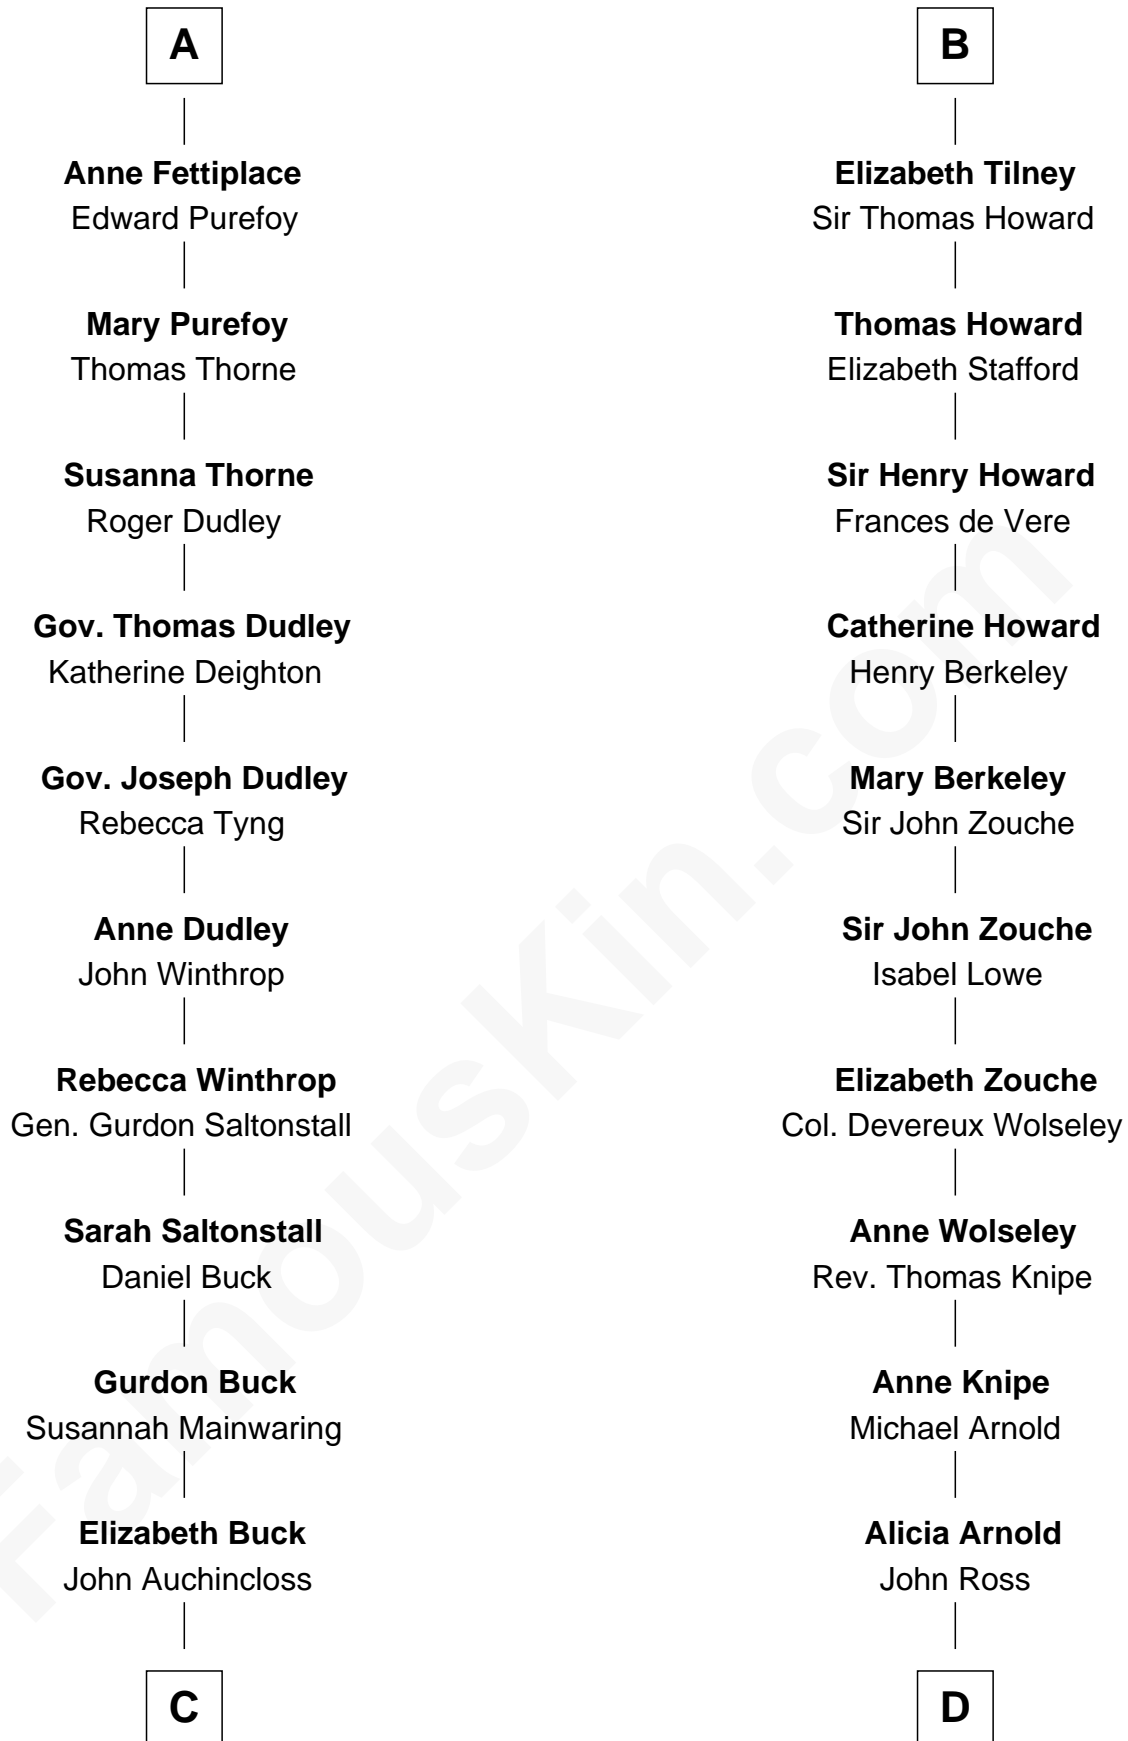 A
Anne Fettiplace
Edward Purefoy
Mary Purefoy
Thomas Thorne
Susanna Thorne
Roger Dudley
Gov. Thomas Dudley
Katherine Deighton
Gov. Joseph Dudley
Rebecca Tyng
Anne Dudley
John Winthrop
Rebecca Winthrop
Gen. Gurdon Saltonstall
Sarah Saltonstall
Daniel Buck
Gurdon Buck
Susannah Mainwaring
Elizabeth Buck
John Auchincloss
C
B
Elizabeth Tilney
Sir Thomas Howard
Thomas Howard
Elizabeth Stafford
Sir Henry Howard
Frances de Vere
Catherine Howard
Henry Berkeley
Mary Berkeley
Sir John Zouche
Sir John Zouche
Isabel Lowe
Elizabeth Zouche
Col. Devereux Wolseley
Anne Wolseley
Rev. Thomas Knipe
Anne Knipe
Michael Arnold
Alicia Arnold
John Ross
D
FamousKin.com